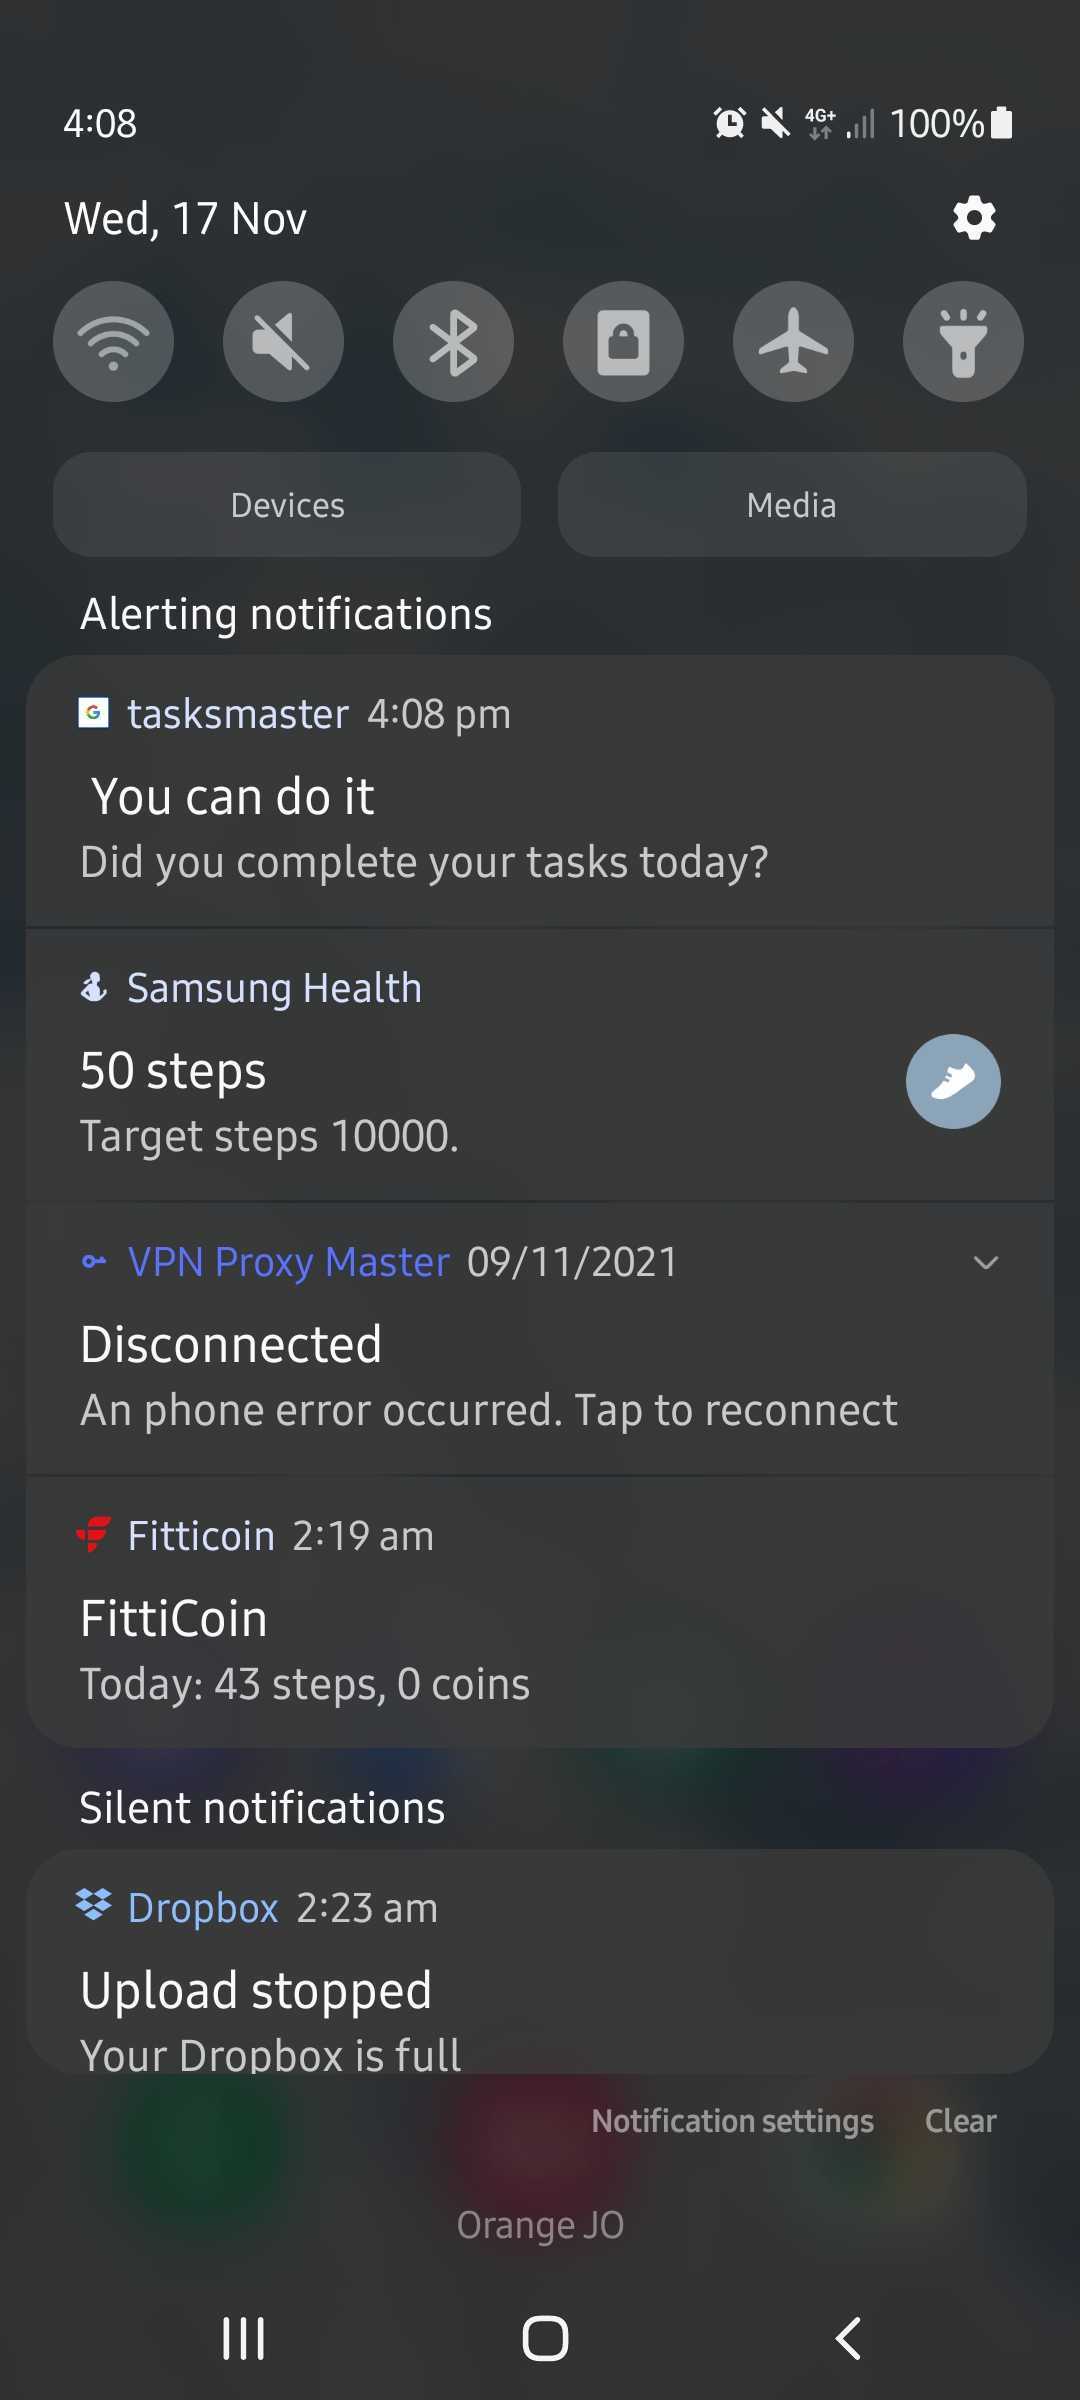 4:08
4G+ 100%
Wed, 17 Nov
Devices
Media
Alerting notifications
G tasksmaster 4:08 pm
You can do it
Did you complete your tasks today?
Samsung Health
50 steps
Target steps 10000.
VPN Proxy Master 09/11/2021
Disconnected
An phone error occurred. Tap to reconnect
Fitticoin 2:19 am
FittiCoin
Today: 43 steps, 0 coins
Silent notifications
Dropbox 2:23 am
Upload stopped
Your Dropbox is full
Notification settings
Clear
Orange JO